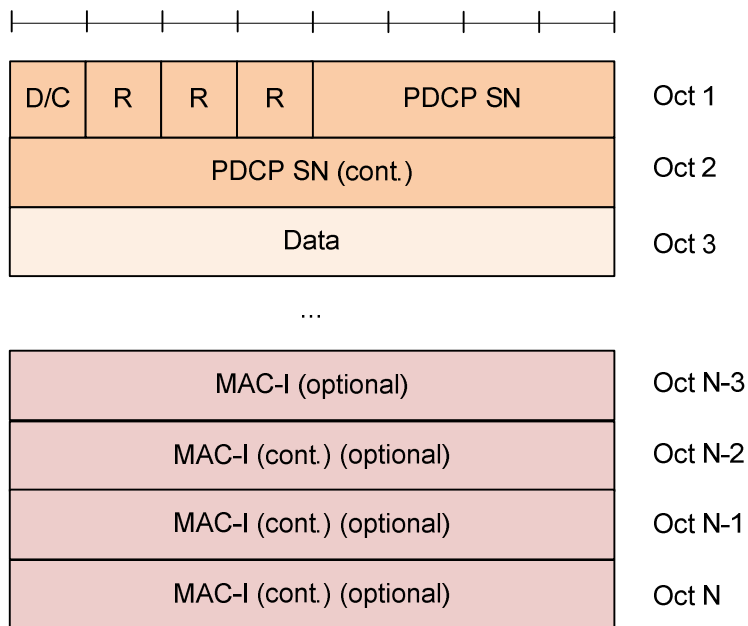 D/C R R R PDCP SN Oct 1
PDCP SN (cont.) Oct 2
Data Oct 3
...
MAC-I (optional) Oct N-3
MAC-I (cont.) (optional) Oct N-2
MAC-I (cont.) (optional) Oct N-1
MAC-I (cont.) (optional) Oct N